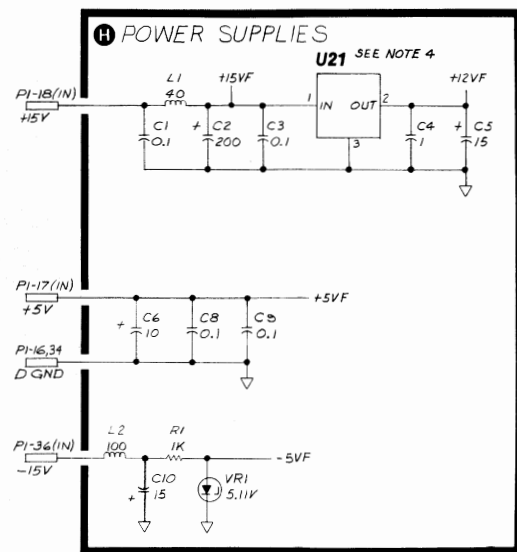 H POWER SUPPLIES
U21 SEE NOTE 4
P1-18(IN)
+15V
L1
40
+15VF
+12VF
1 IN OUT 2
3
C1
0.1
+ C2
200
C3
0.1
C4
1
+ C5
15
P1-17(IN)
+5V
+5VF
+ C6
10
C8
0.1
C9
0.1
P1-16,34
D GND
P1-36(IN)
-15V
L2
100
R1
1K
-5VF
+ C10
15
VR1
5.11V